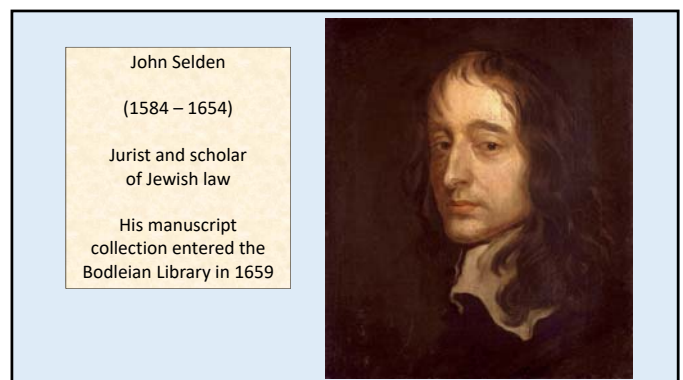 John Selden
(1584 – 1654)
Jurist and scholar
of Jewish law
His manuscript
collection entered the
Bodleian Library in 1659